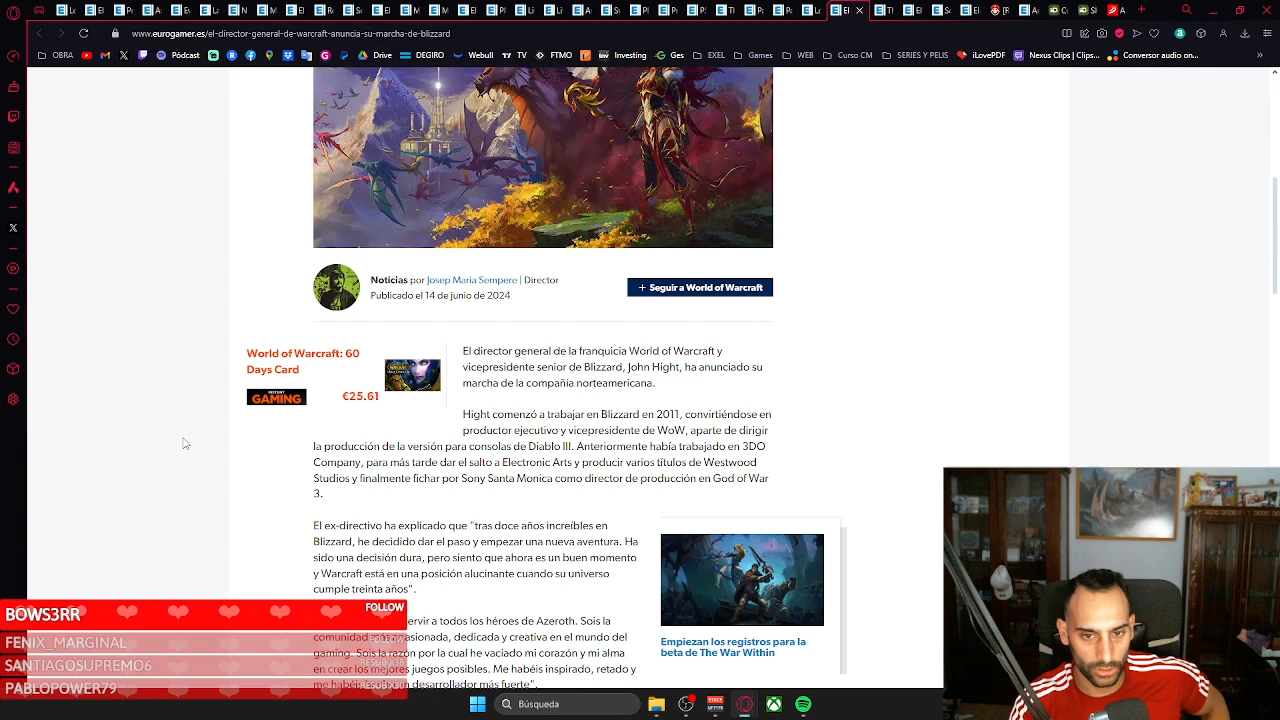 www.eurogamer.es/el-director-general-de-warcraft-anuncia-su-marcha-de-blizzard
OBRA
Pódcast
Drive
DEGIRO
Webull
TV
FTMO
Investing
Ges
EXEL
Games
WEB
Curso CM
SERIES Y PELIS
iLovePDF
Nexus Clips | Clips...
Conversor audio on...
Noticias por Josep Maria Sempere | Director
Publicado el 14 de junio de 2024
+ Seguir a World of Warcraft
World of Warcraft: 60
Days Card
INSTANT
GAMING
€25.61
El director general de la franquicia World of Warcraft y
vicepresidente senior de Blizzard, John Hight, ha anunciado su
marcha de la compañía norteamericana.
Hight comenzó a trabajar en Blizzard en 2011, convirtiéndose en
productor ejecutivo y vicepresidente de WoW, aparte de dirigir
la producción de la versión para consolas de Diablo III. Anteriormente había trabajado en 3DO
Company, para más tarde dar el salto a Electronic Arts y producir varios títulos de Westwood
Studios y finalmente fichar por Sony Santa Monica como director de producción en God of War
3.
El ex-directivo ha explicado que "tras doce años increíbles en
Blizzard, he decidido dar el paso y empezar una nueva aventura. Ha
sido una decisión dura, pero siento que ahora es un buen momento
y Warcraft está en una posición alucinante cuando su universo
cumple treinta años".
ervir a todos los héroes de Azeroth. Sois la
comunidad más apasionada, dedicada y creativa en el mundo del
gaming. Sois la razón por la cual he vaciado mi corazón y mi alma
en crear los mejores juegos posibles. Me habéis inspirado, retado y
me habéis desarrollador más fuerte".
Empiezan los registros para la
beta de The War Within
BOWS3RR
FOLLOW
FENIX_MARGINAL
FOLLOW
SANTIAGOSUPREMO6
RESUB X38
PABLOPOWER79
Búsqueda